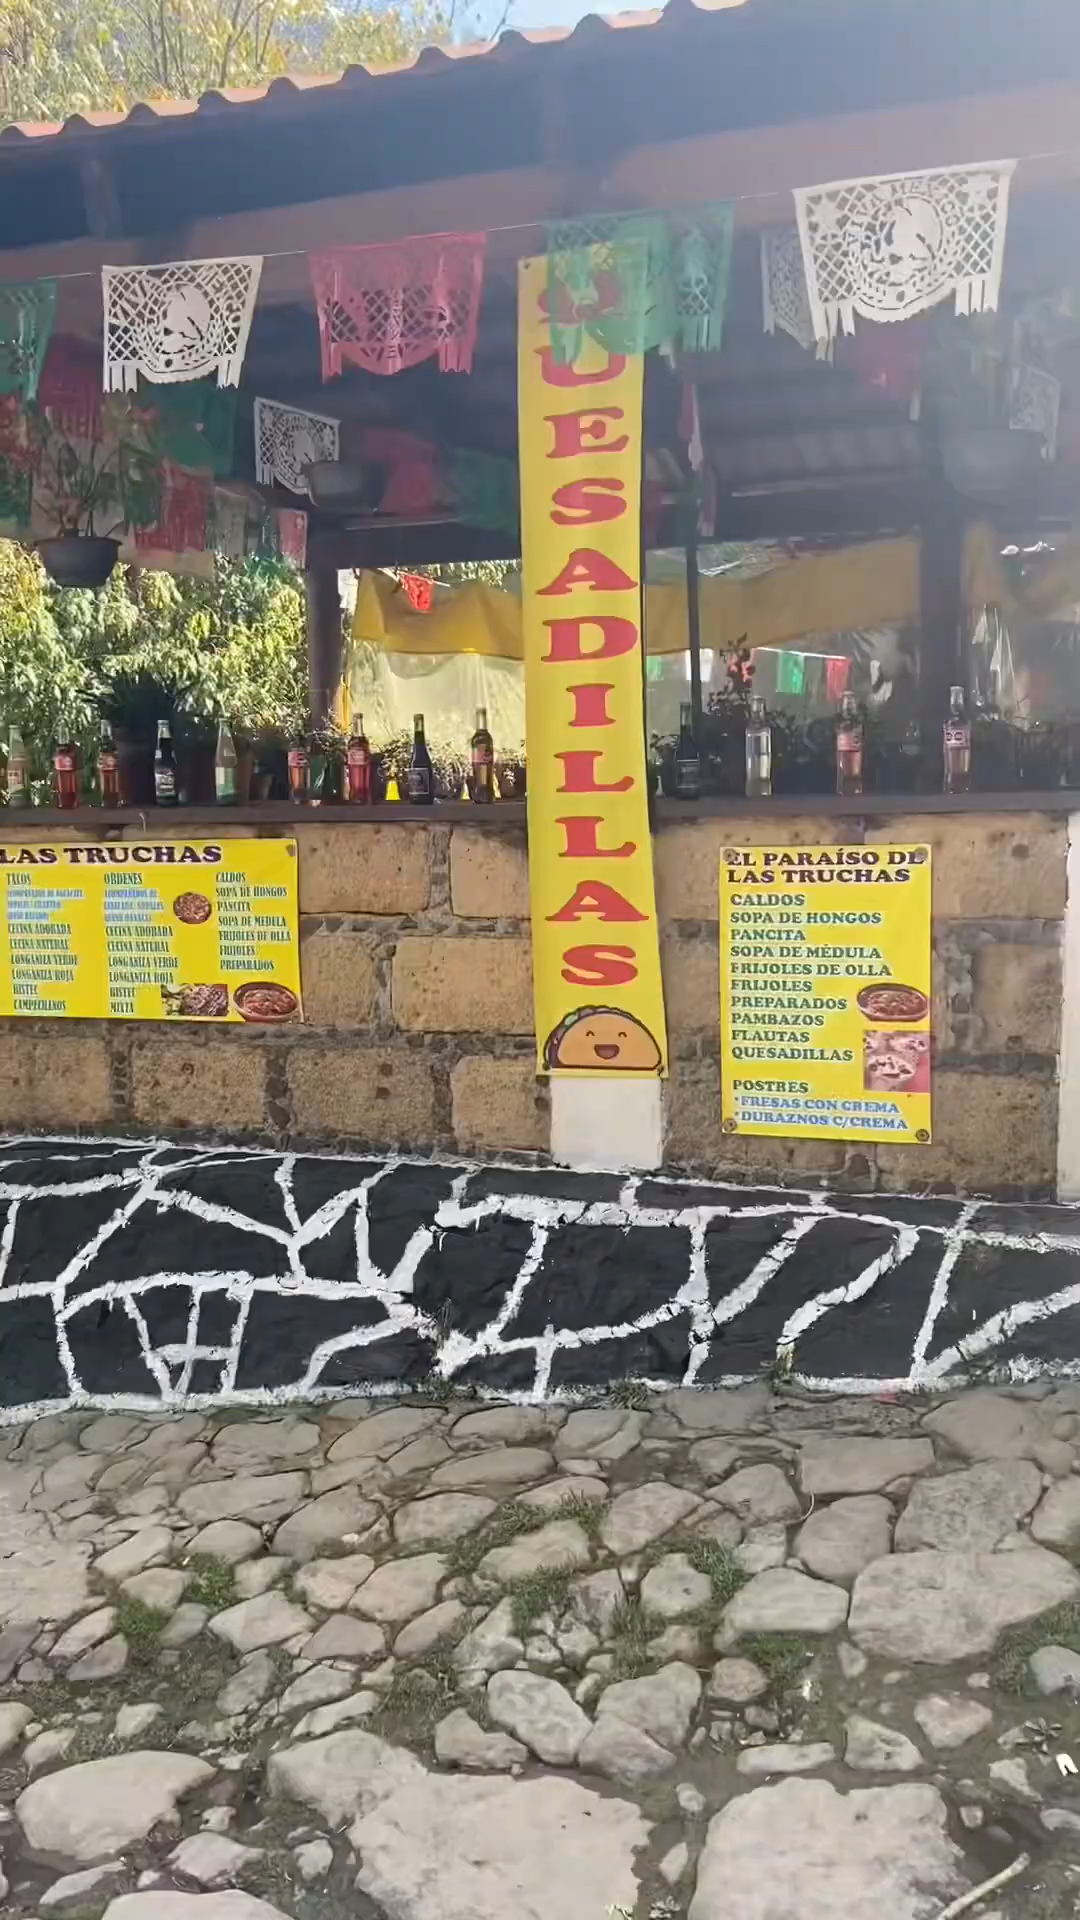 QUESADILLAS
LAS TRUCHAS
TACOS
CECINA ADOBADA
CECINA NATURAL
LONGANIZA VERDE
LONGANIZA ROJA
BISTEC
CAMPECHANOS
ORDENES
ACOMPAÑADOS DE
CECINA ADOBADA
CECINA NATURAL
LONGANIZA VERDE
LONGANIZA ROJA
BISTEC
MIXTA
CALDOS
SOPA DE HONGOS
PANCITA
SOPA DE MEDULA
FRIJOLES DE OLLA
FRIJOLES
PREPARADOS
EL PARAÍSO DE
LAS TRUCHAS
CALDOS
SOPA DE HONGOS
PANCITA
SOPA DE MÉDULA
FRIJOLES DE OLLA
FRIJOLES
PREPARADOS
PAMBAZOS
FLAUTAS
QUESADILLAS
POSTRES
*FRESAS CON CREMA
*DURAZNOS C/CREMA